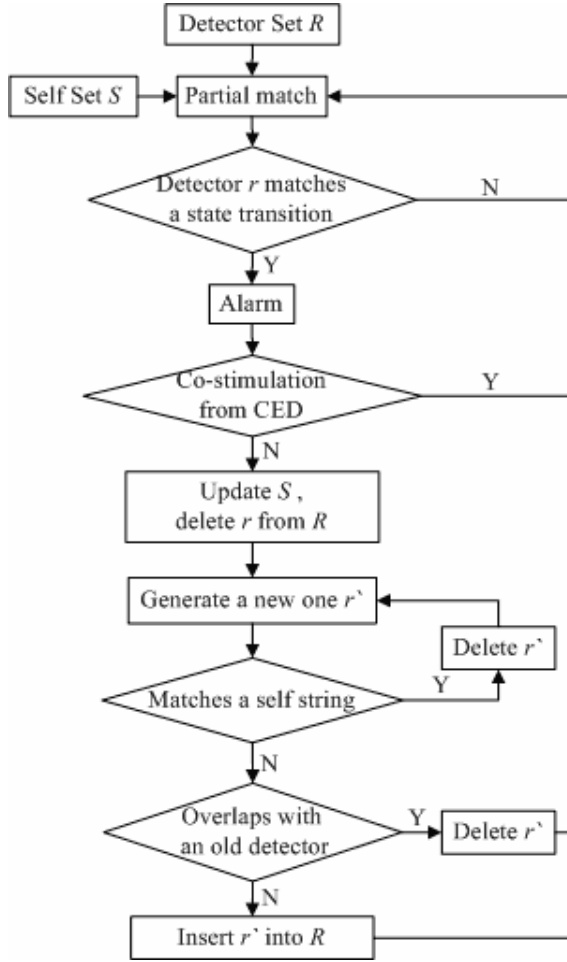 Detector Set R
Self Set S
Partial match
Detector r matches
a state transition
N
Y
Alarm
Co-stimulation
from CED
Y
N
Update S ,
delete r from R
Generate a new one r`
Delete r`
Matches a self string
Y
N
Overlaps with
an old detector
Y
Delete r`
N
Insert r` into R